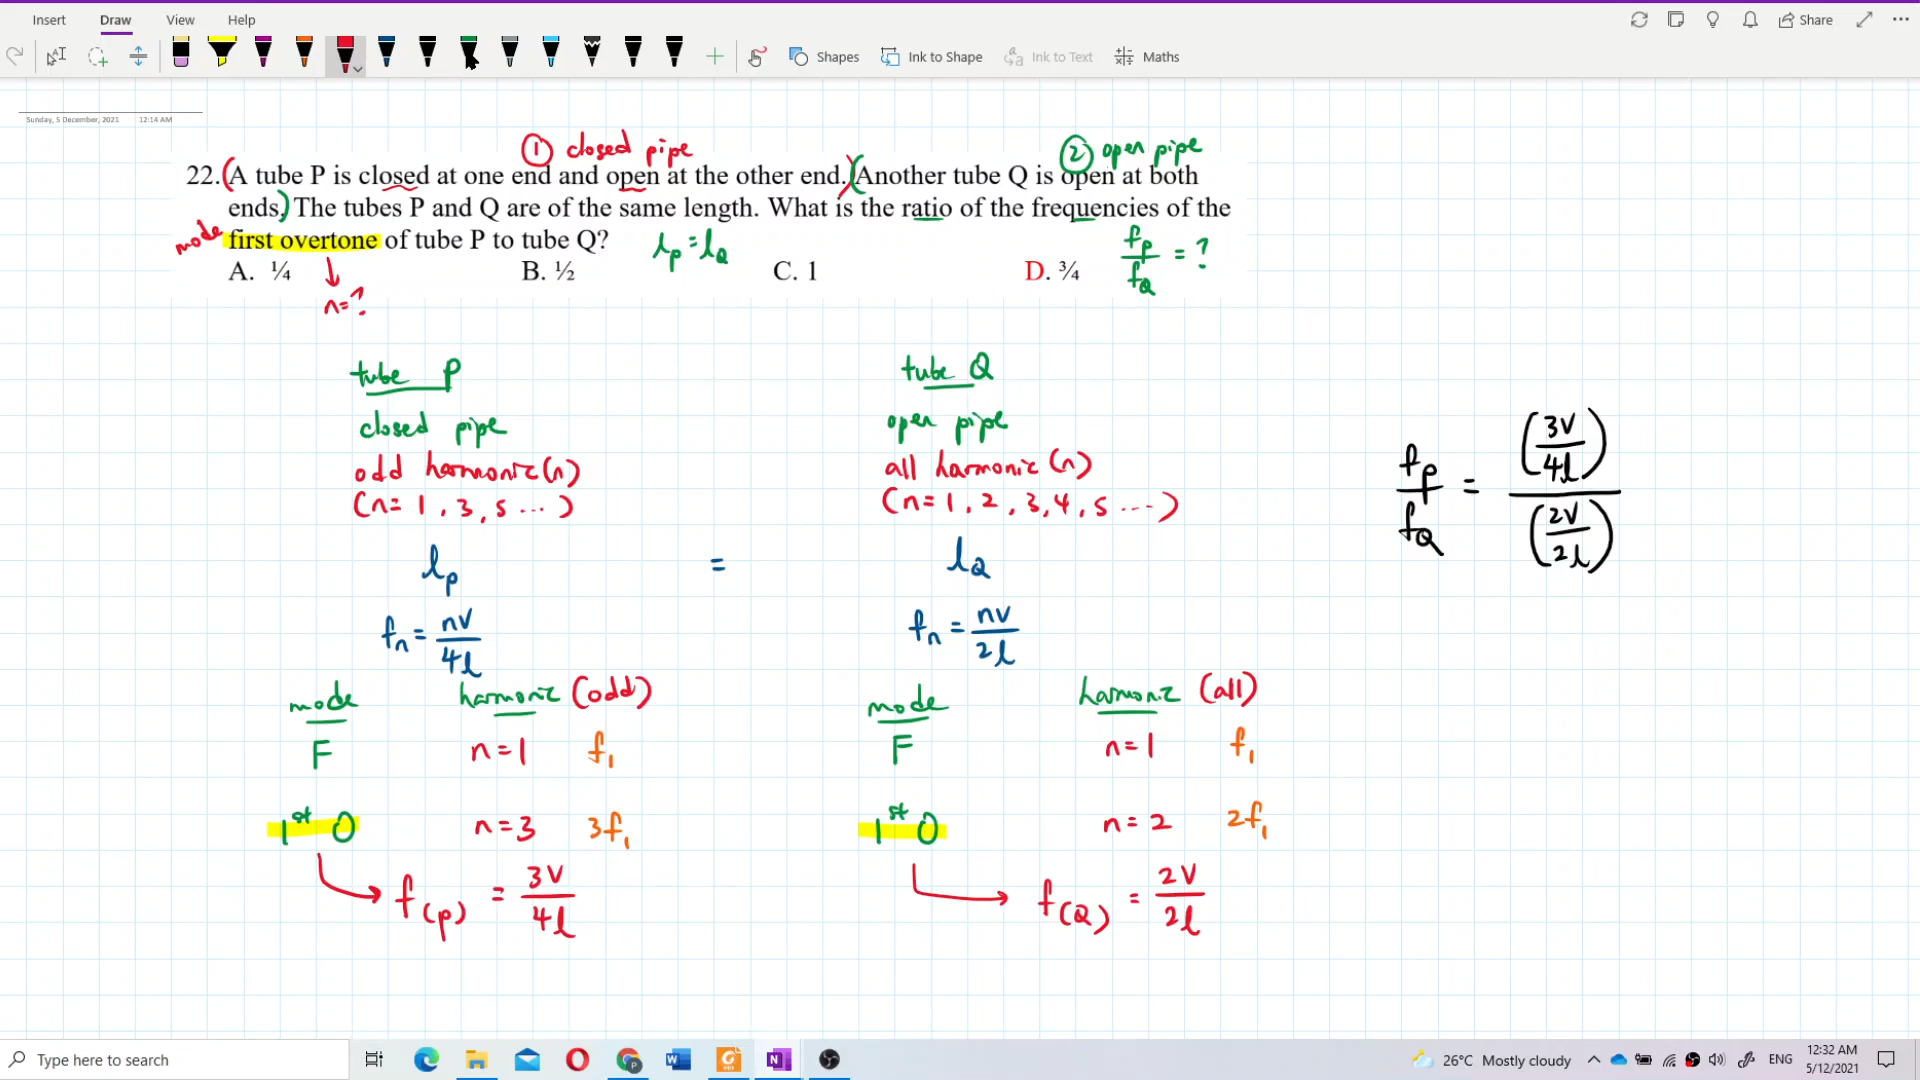 Insert Draw View Help
Share
Shapes Ink to Shape Ink to Text Maths
Sunday, 5 December, 2021 12:14 AM
① closed pipe ② open pipe
22. (A tube P is closed at one end and open at the other end.) (Another tube Q is open at both
ends.) The tubes P and Q are of the same length. What is the ratio of the frequencies of the
mode first overtone of tube P to tube Q? lp = lQ fp/fQ = ?
A. ¼ B. ½ C. 1 D. ¾
n=?
tube P tube Q
closed pipe open pipe
odd harmonic (n) all harmonic (n)
(n= 1, 3, 5 ...) (n= 1, 2, 3, 4, 5 ...)
fp/fQ = (3v/4l)/(2v/2l)
lp = lQ
fn = nv/4l fn = nv/2l
mode harmonic (odd) mode harmonic (all)
F n=1 f1 F n=1 f1
1st O n=3 3f1 1st O n=2 2f1
f(p) = 3v/4l f(Q) = 2v/2l
Type here to search
26°C Mostly cloudy ENG 12:32 AM
5/12/2021